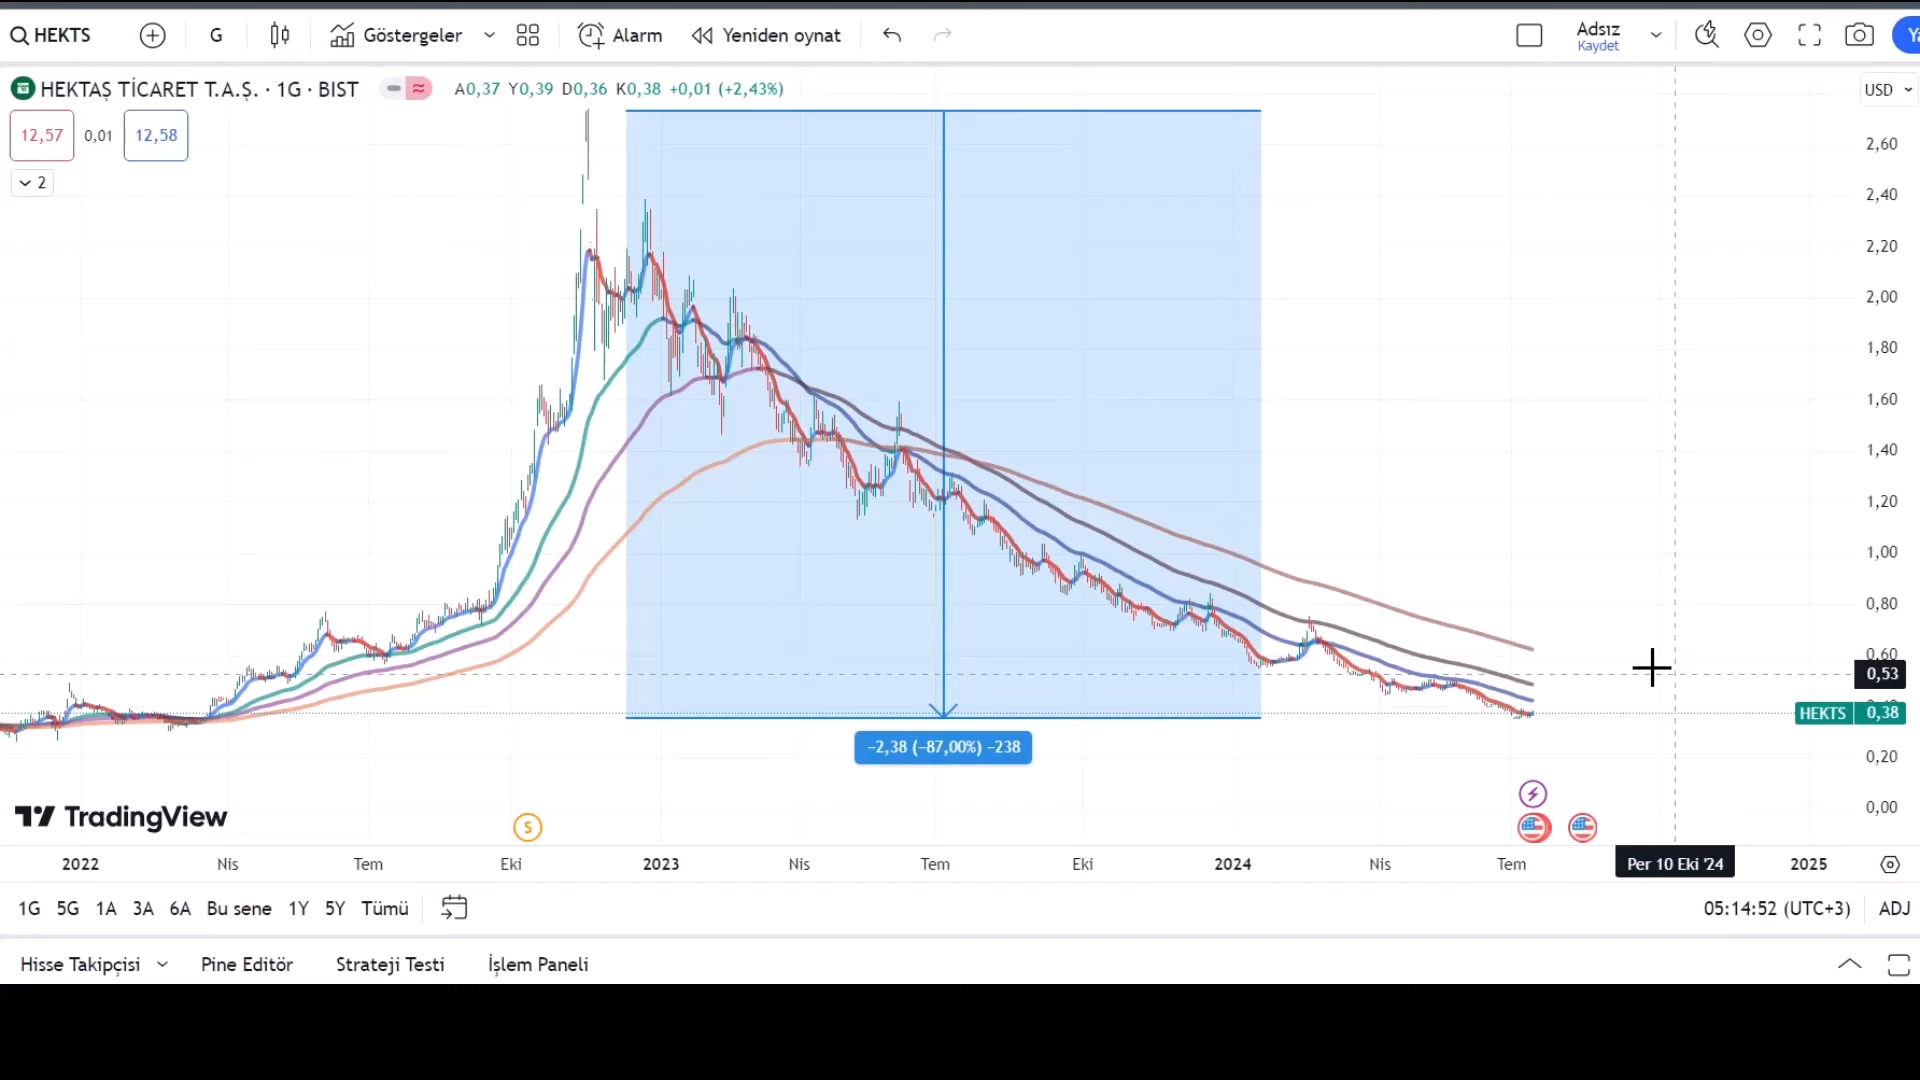 HEKTS
G
Göstergeler
Alarm
Yeniden oynat
Adsız
Kaydet
HEKTAŞ TİCARET T.A.Ş. · 1G · BIST
A0,37 Y0,39 D0,36 K0,38 +0,01 (+2,43%)
USD
12,57
0,01
12,58
2
2,60
2,40
2,20
2,00
1,80
1,60
1,40
1,20
1,00
0,80
0,60
0,53
HEKTS 0,38
0,20
0,00
−2,38 (−87,00%) −238
TradingView
S
2022 Nis Tem Eki 2023 Nis Tem Eki 2024 Nis Tem Per 10 Eki '24 2025
1G 5G 1A 3A 6A Bu sene 1Y 5Y Tümü
05:14:52 (UTC+3) ADJ
Hisse Takipçisi Pine Editör Strateji Testi İşlem Paneli